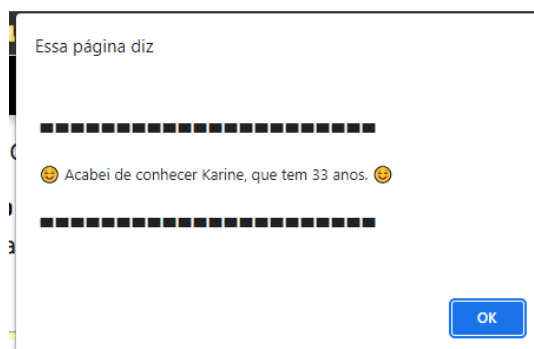 Essa página diz
😊 Acabei de conhecer Karine, que tem 33 anos. 😊
OK